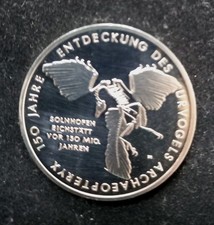 150 JAHRE ENTDECKUNG DES URVOGELS ARCHAEOPTERYX
SOLNHOFEN
EICHSTÄTT
VOR 150 MIO.
JAHREN